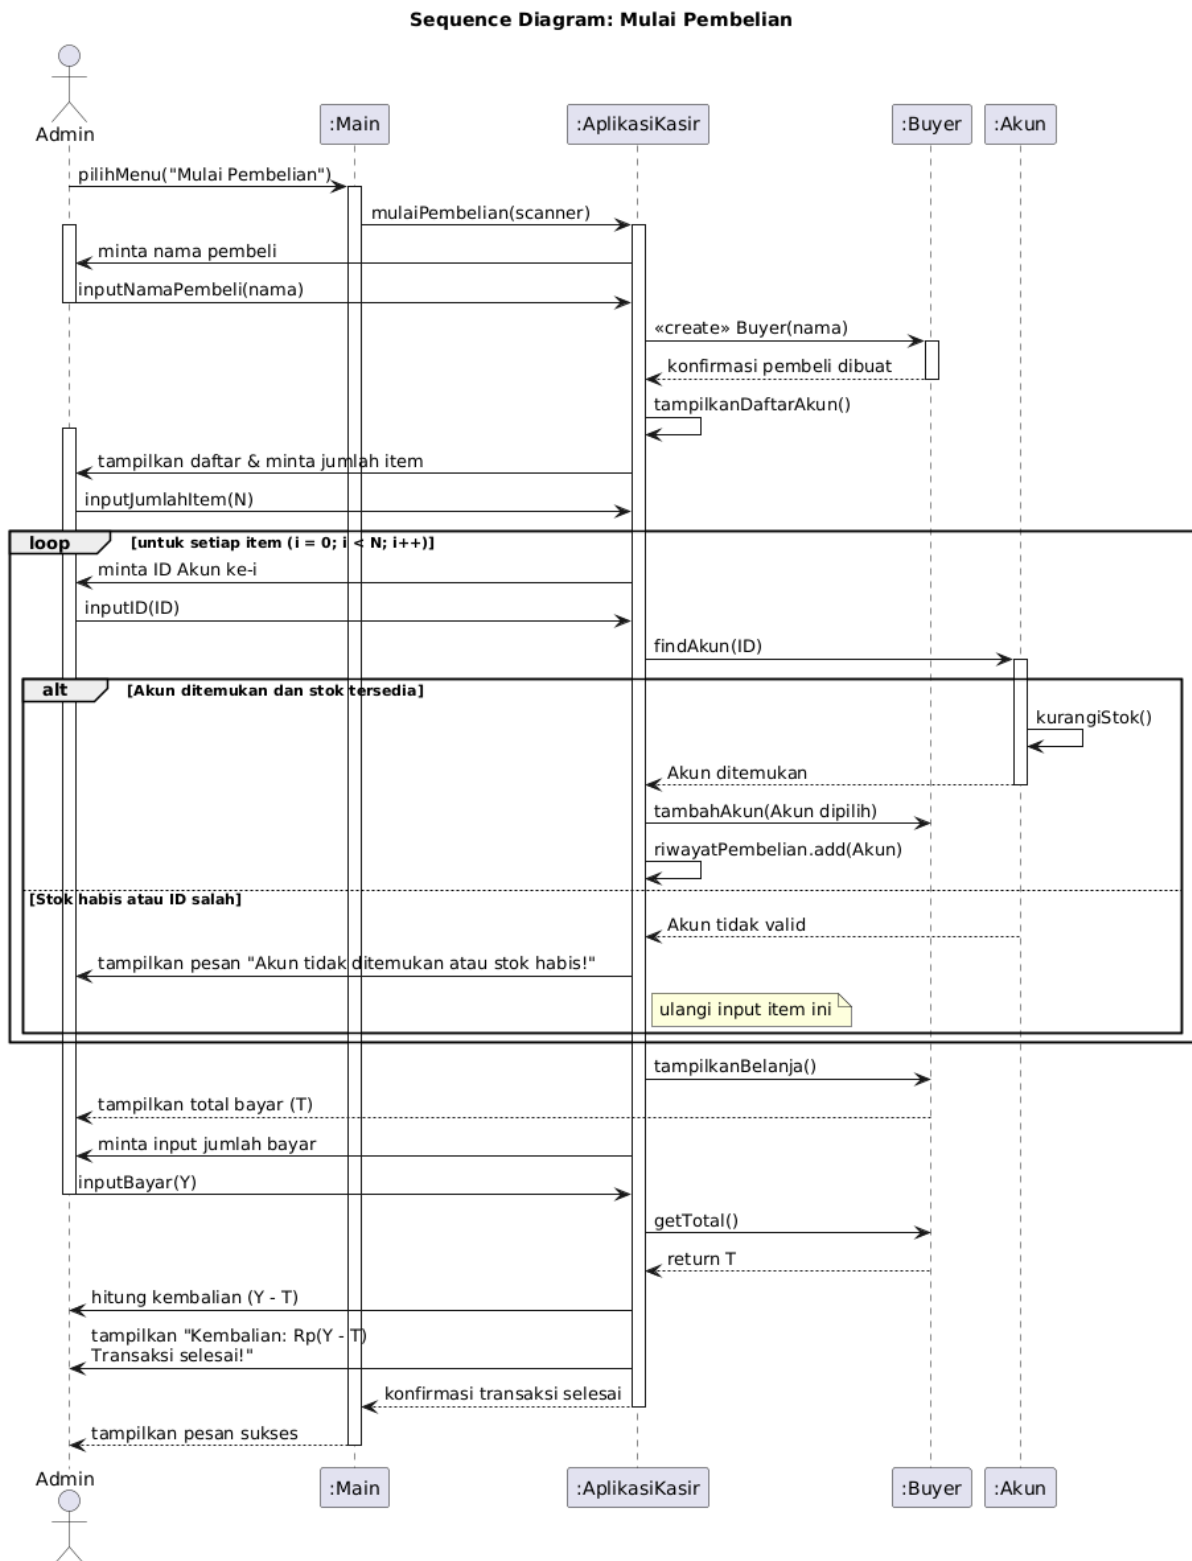 Sequence Diagram: Mulai Pembelian
Admin
:Main
:AplikasiKasir
:Buyer
:Akun
pilihMenu("Mulai Pembelian")
mulaiPembelian(scanner)
minta nama pembeli
inputNamaPembeli(nama)
«create» Buyer(nama)
konfirmasi pembeli dibuat
tampilkanDaftarAkun()
tampilkan daftar & minta jumlah item
inputJumlahItem(N)
loop
[untuk setiap item (i = 0; i < N; i++)]
minta ID Akun ke-i
inputID(ID)
findAkun(ID)
alt
[Akun ditemukan dan stok tersedia]
kurangiStok()
Akun ditemukan
tambahAkun(Akun dipilih)
riwayatPembelian.add(Akun)
[Stok habis atau ID salah]
Akun tidak valid
tampilkan pesan "Akun tidak ditemukan atau stok habis!"
ulangi input item ini
tampilkanBelanja()
tampilkan total bayar (T)
minta input jumlah bayar
inputBayar(Y)
getTotal()
return T
hitung kembalian (Y - T)
tampilkan "Kembalian: Rp(Y - T)
Transaksi selesai!"
konfirmasi transaksi selesai
tampilkan pesan sukses
Admin
:Main
:AplikasiKasir
:Buyer
:Akun